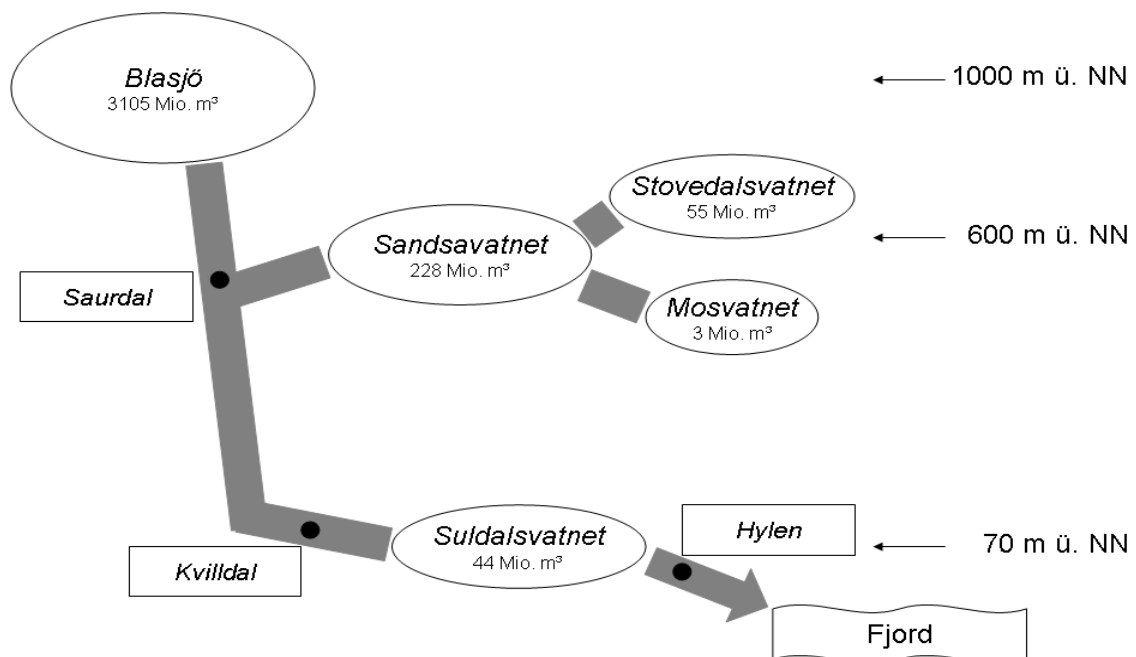 Blasjö
3105 Mio. m³
1000 m ü. NN
Stovedalsvatnet
55 Mio. m³
Sandsavatnet
228 Mio. m³
600 m ü. NN
Saurdal
Mosvatnet
3 Mio. m³
Suldalsvatnet
44 Mio. m³
Hylen
70 m ü. NN
Kvilldal
Fjord